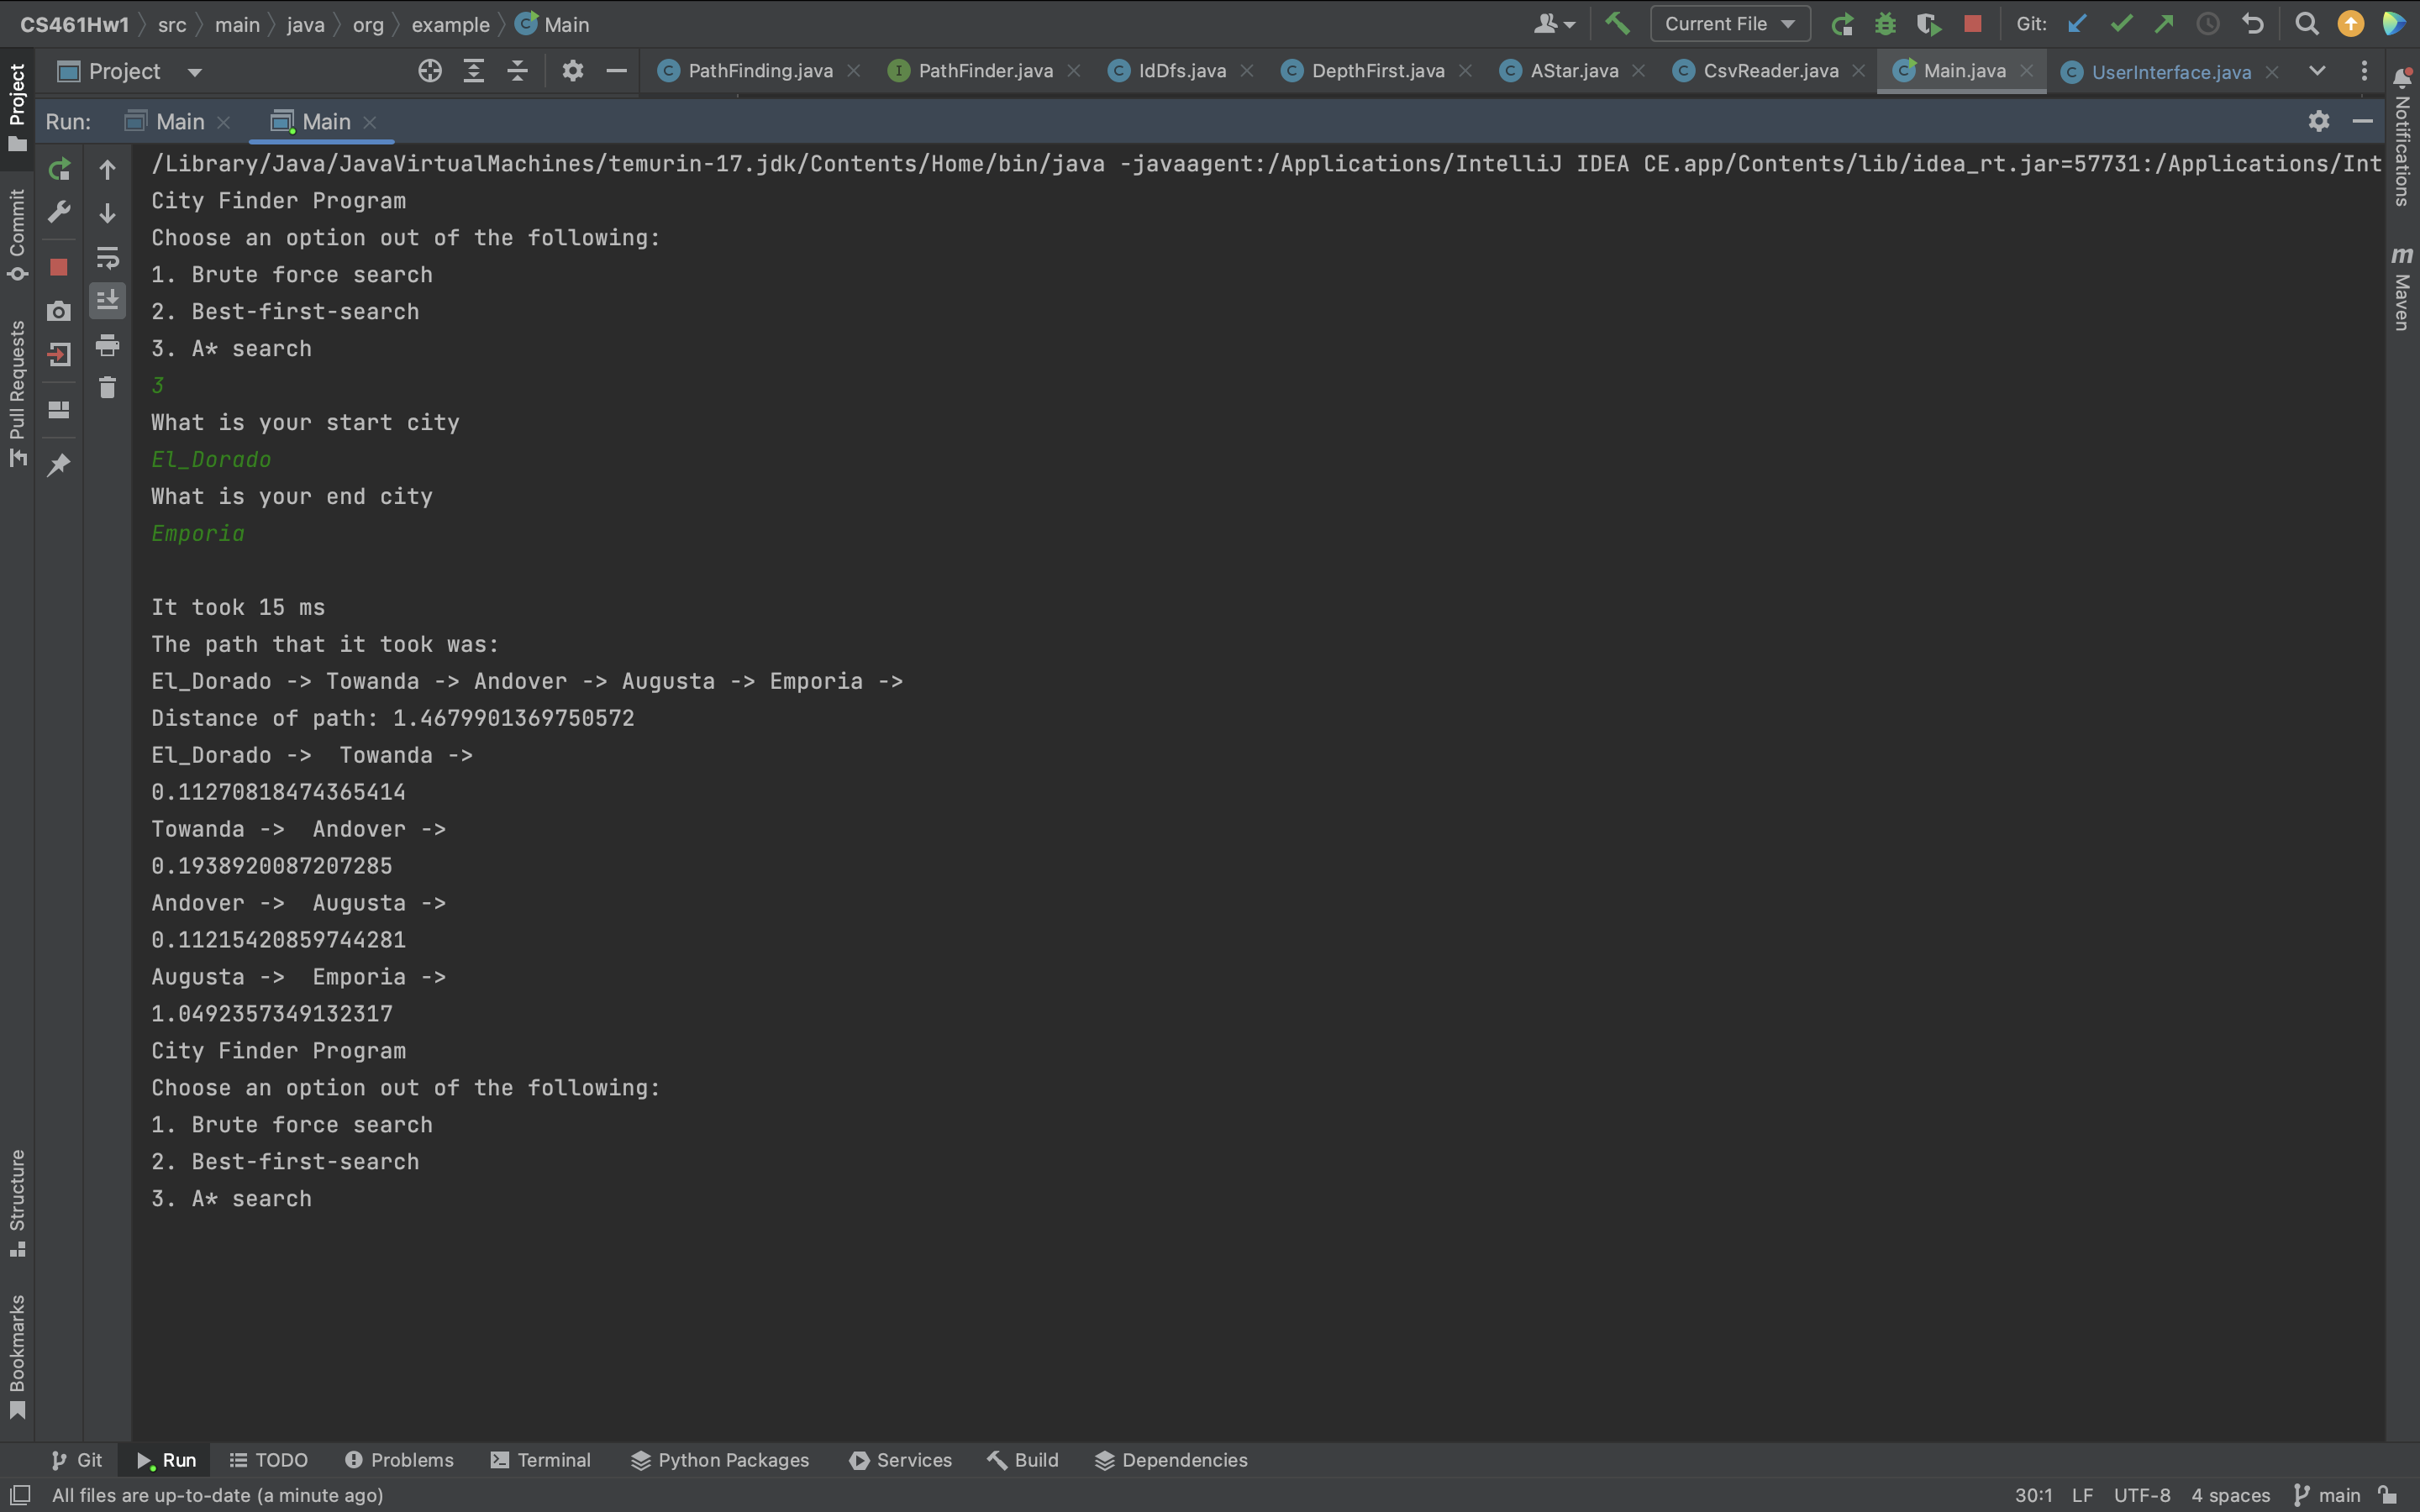 CS461Hw1 src main java org example Main Current File Git:
Project PathFinding.java PathFinder.java IdDfs.java DepthFirst.java AStar.java CsvReader.java Main.java UserInterface.java
Run: Main Main
/Library/Java/JavaVirtualMachines/temurin-17.jdk/Contents/Home/bin/java -javaagent:/Applications/IntelliJ IDEA CE.app/Contents/lib/idea_rt.jar=57731:/Applications/Int
City Finder Program
Choose an option out of the following:
1. Brute force search
2. Best-first-search
3. A* search
3
What is your start city
El_Dorado
What is your end city
Emporia
It took 15 ms
The path that it took was:
El_Dorado -> Towanda -> Andover -> Augusta -> Emporia ->
Distance of path: 1.4679901369750572
El_Dorado ->  Towanda ->
0.11270818474365414
Towanda ->  Andover ->
0.1938920087207285
Andover ->  Augusta ->
0.11215420859744281
Augusta ->  Emporia ->
1.0492357349132317
City Finder Program
Choose an option out of the following:
1. Brute force search
2. Best-first-search
3. A* search
Project
Commit
Pull Requests
Structure
Bookmarks
Notifications
m Maven
Git Run TODO Problems Terminal Python Packages Services Build Dependencies
All files are up-to-date (a minute ago) 30:1 LF UTF-8 4 spaces main